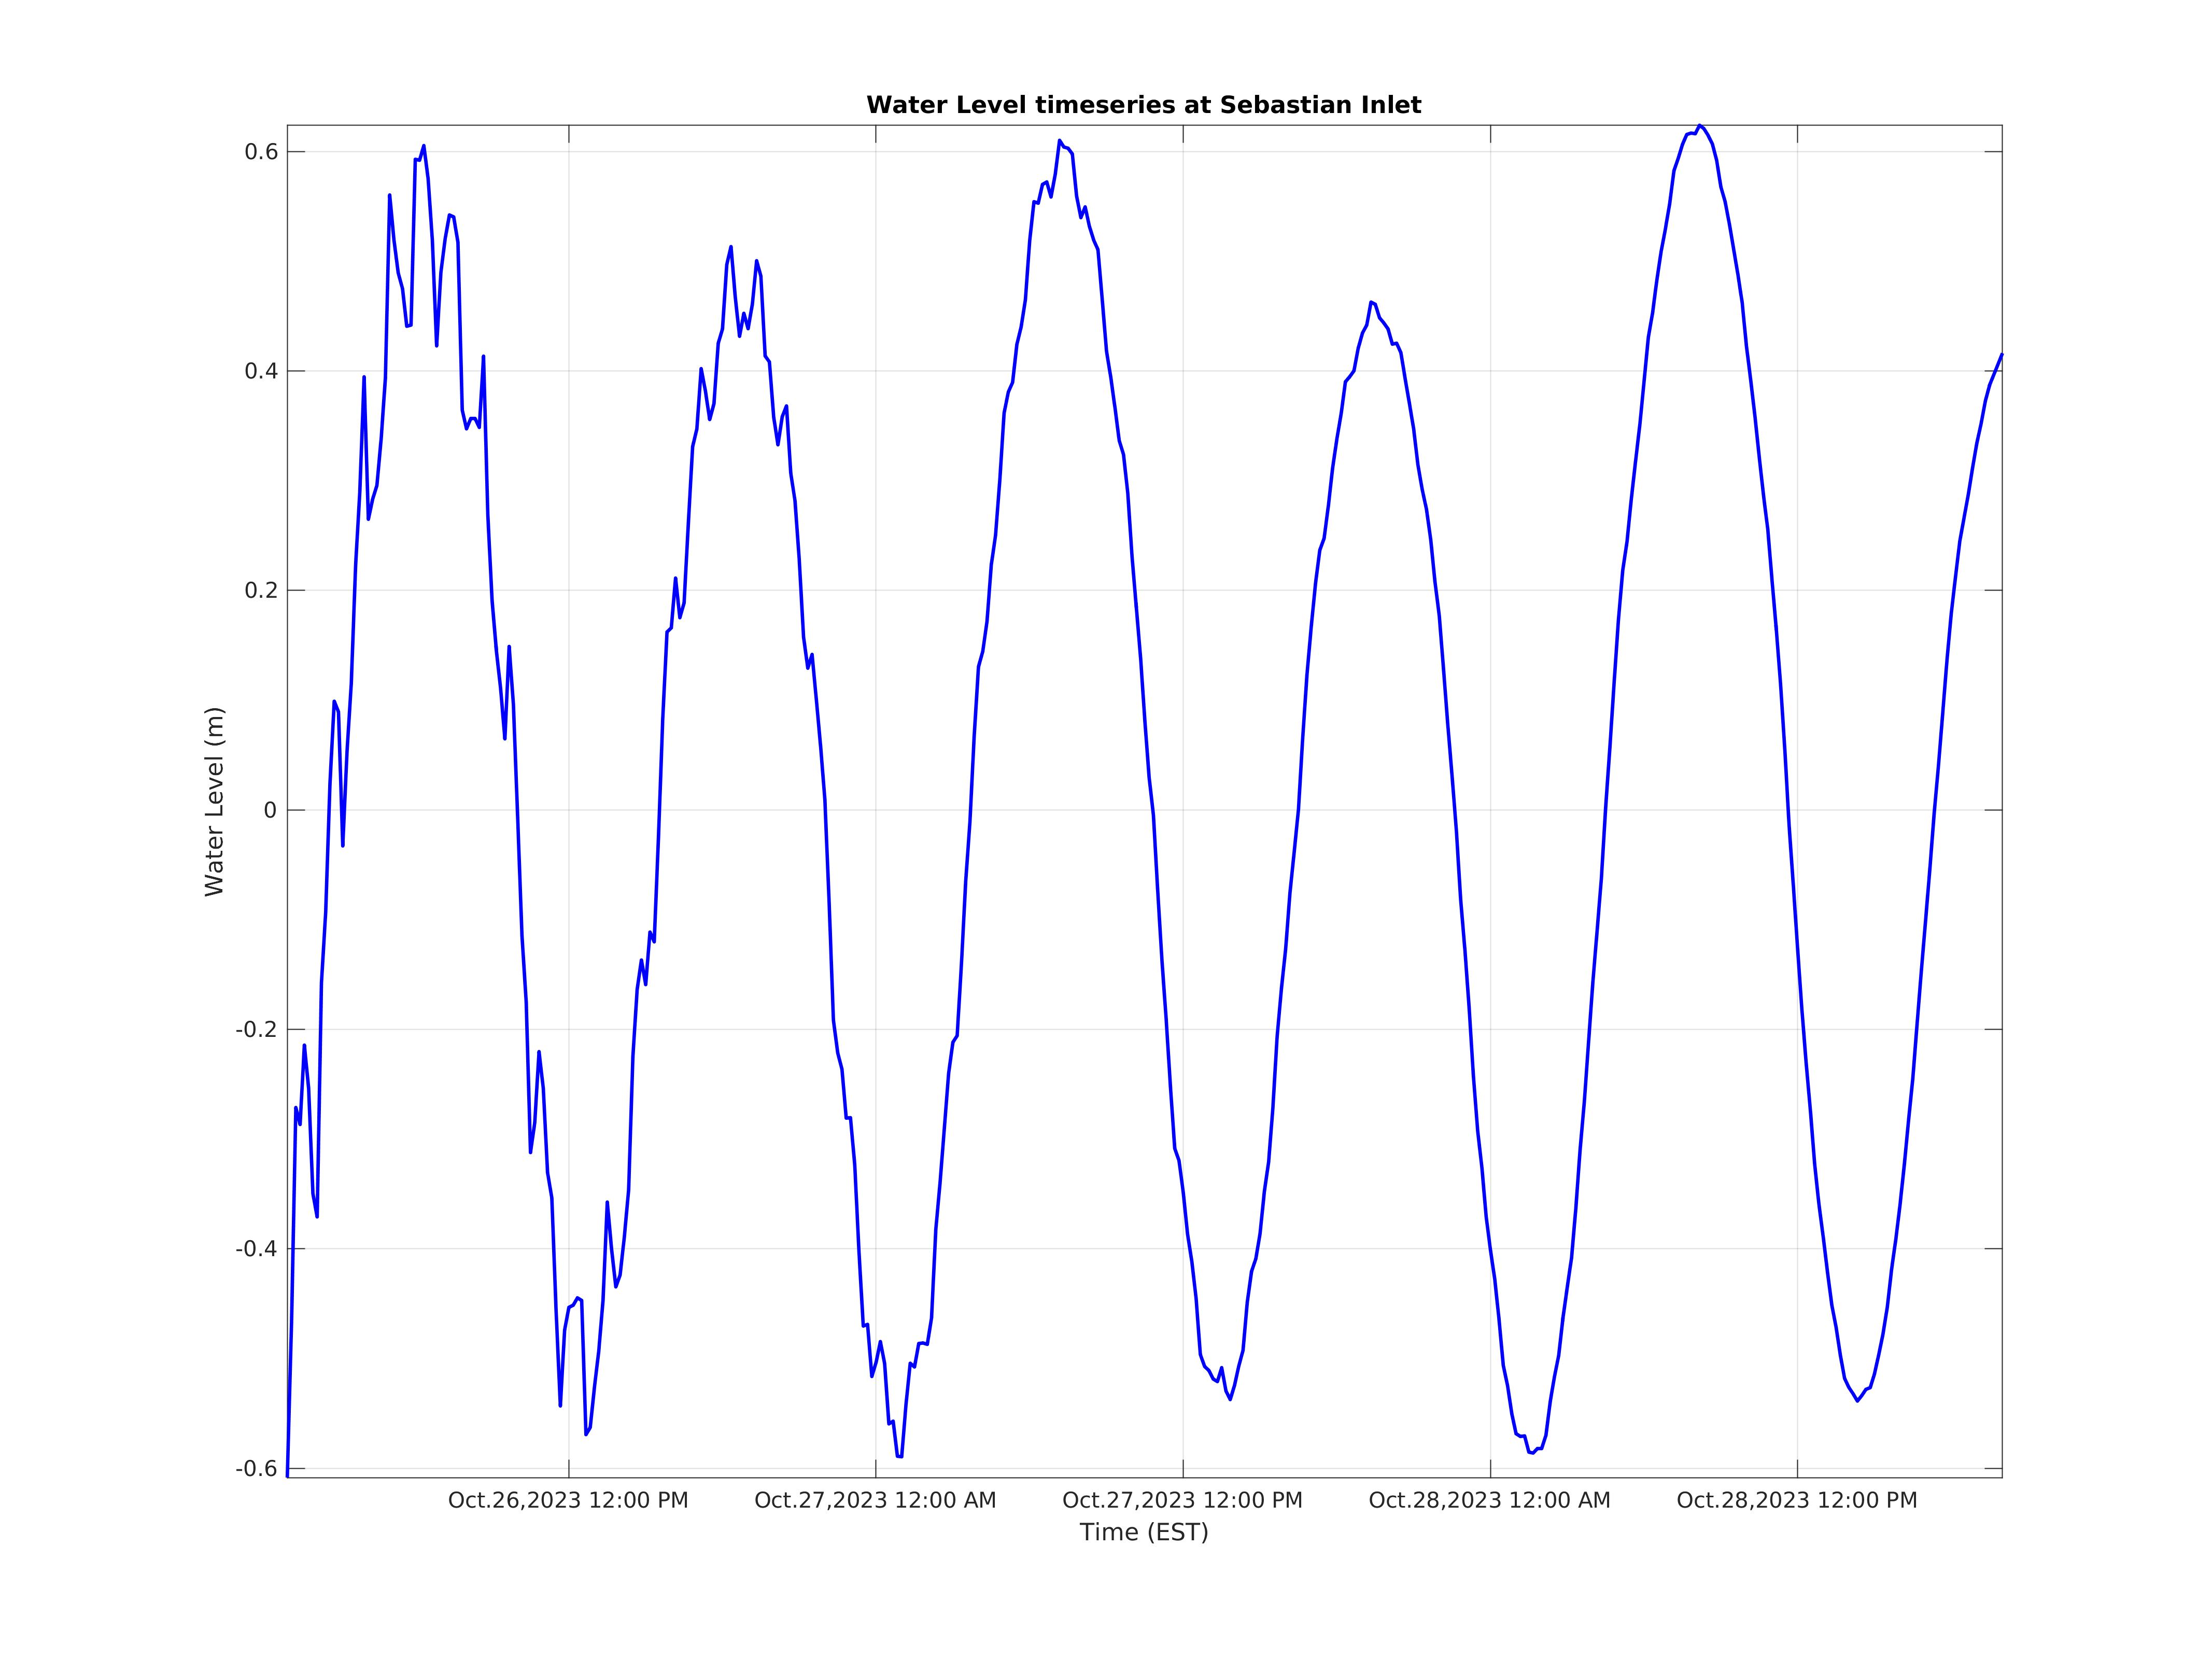 Water Level timeseries at Sebastian Inlet
0.6
0.4
0.2
0
-0.2
-0.4
-0.6
Water Level (m)
Oct.26,2023 12:00 PM
Oct.27,2023 12:00 AM
Oct.27,2023 12:00 PM
Oct.28,2023 12:00 AM
Oct.28,2023 12:00 PM
Time (EST)